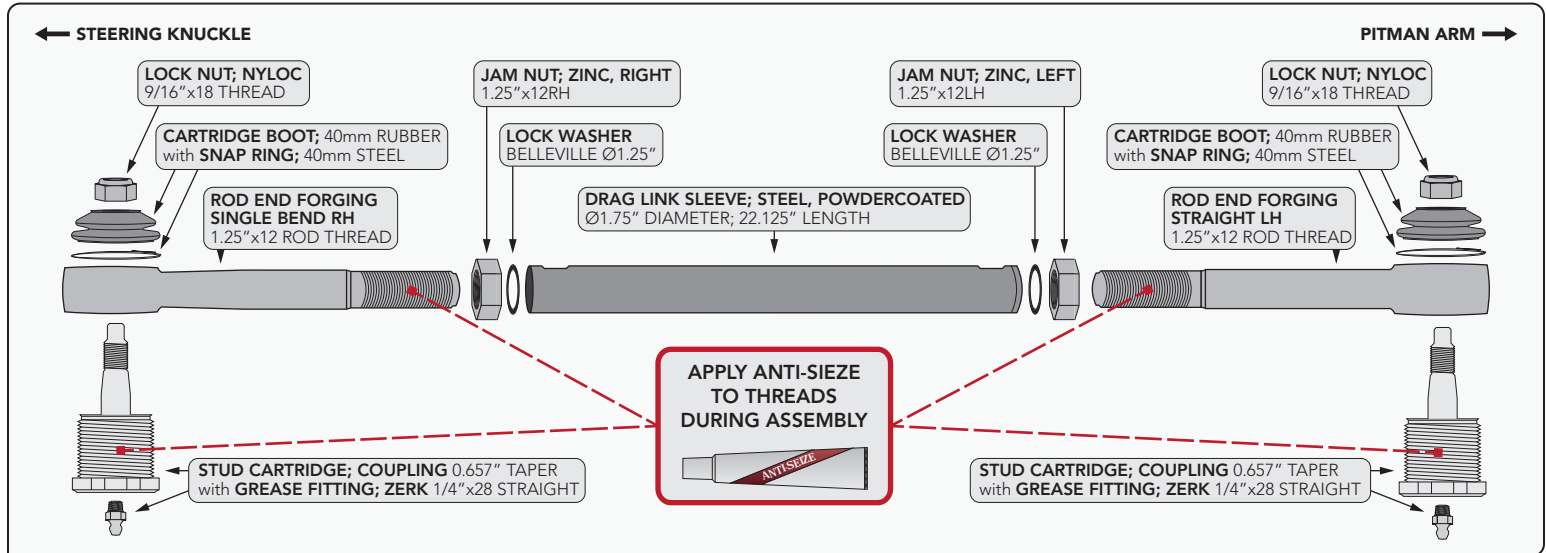 STEERING KNUCKLE
PITMAN ARM
LOCK NUT; NYLOC
9/16”x18 THREAD
JAM NUT; ZINC, RIGHT
1.25”x12RH
JAM NUT; ZINC, LEFT
1.25”x12LH
LOCK NUT; NYLOC
9/16”x18 THREAD
CARTRIDGE BOOT; 40mm RUBBER
with SNAP RING; 40mm STEEL
LOCK WASHER
BELLEVILLE Ø1.25”
LOCK WASHER
BELLEVILLE Ø1.25”
CARTRIDGE BOOT; 40mm RUBBER
with SNAP RING; 40mm STEEL
ROD END FORGING
SINGLE BEND RH
1.25”x12 ROD THREAD
DRAG LINK SLEEVE; STEEL, POWDERCOATED
Ø1.75” DIAMETER; 22.125” LENGTH
ROD END FORGING
STRAIGHT LH
1.25”x12 ROD THREAD
APPLY ANTI-SIEZE
TO THREADS
DURING ASSEMBLY
ANTI-SEIZE
STUD CARTRIDGE; COUPLING 0.657” TAPER
with GREASE FITTING; ZERK 1/4”x28 STRAIGHT
STUD CARTRIDGE; COUPLING 0.657” TAPER
with GREASE FITTING; ZERK 1/4”x28 STRAIGHT